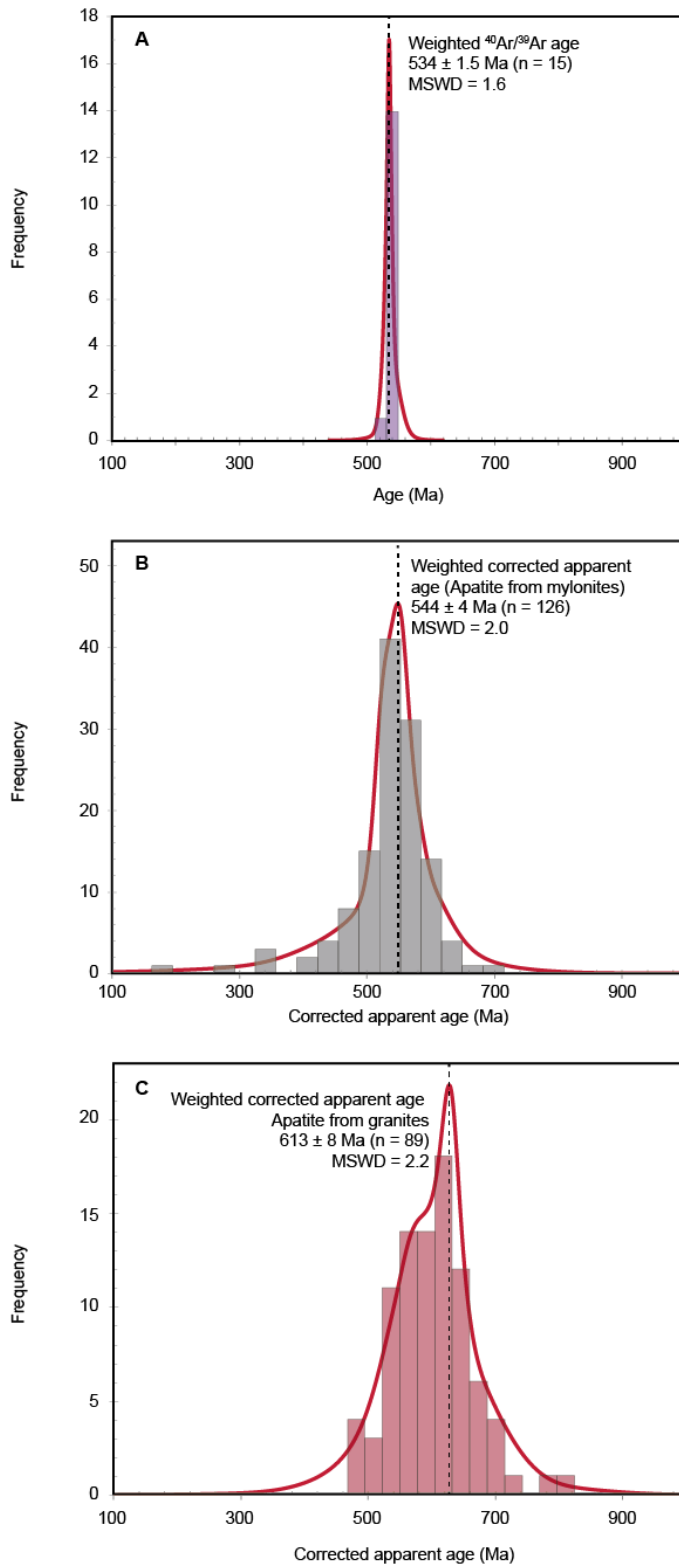 A
Weighted ⁴⁰Ar/³⁹Ar age
534 ± 1.5 Ma (n = 15)
MSWD = 1.6
Frequency
18
16
14
12
10
8
6
4
2
0
100
300
500
700
900
Age (Ma)
B
Weighted corrected apparent
age (Apatite from mylonites)
544 ± 4 Ma (n = 126)
MSWD = 2.0
Frequency
50
40
30
20
10
0
100
300
500
700
900
Corrected apparent age (Ma)
C
Weighted corrected apparent age
Apatite from granites
613 ± 8 Ma (n = 89)
MSWD = 2.2
Frequency
20
15
10
5
0
100
300
500
700
900
Corrected apparent age (Ma)